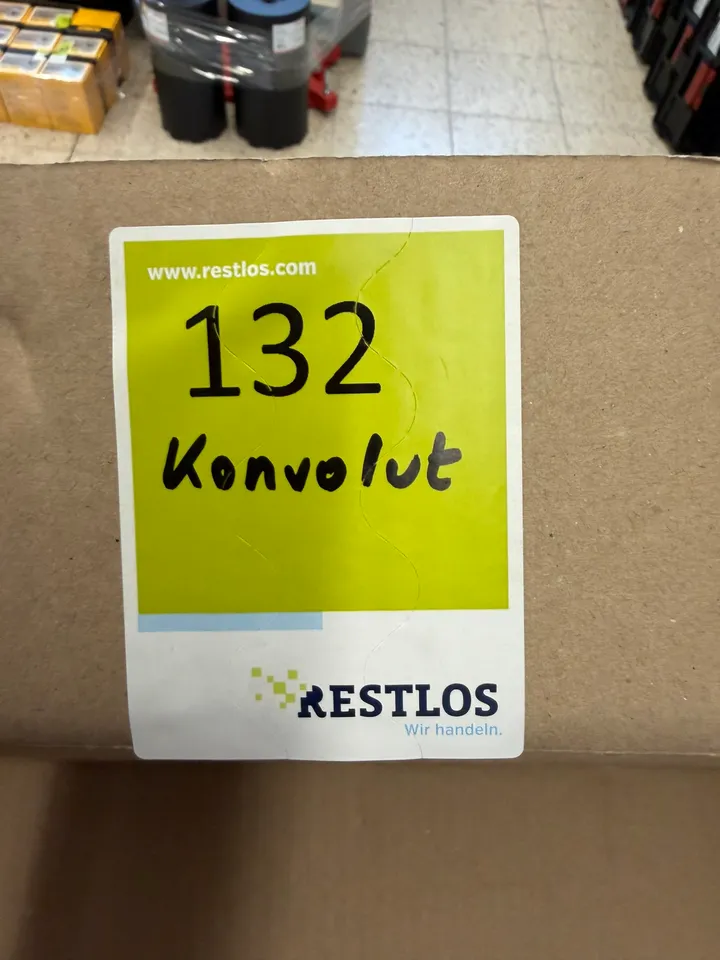 www.restlos.com
132
Konvolut
RESTLOS
Wir handeln.